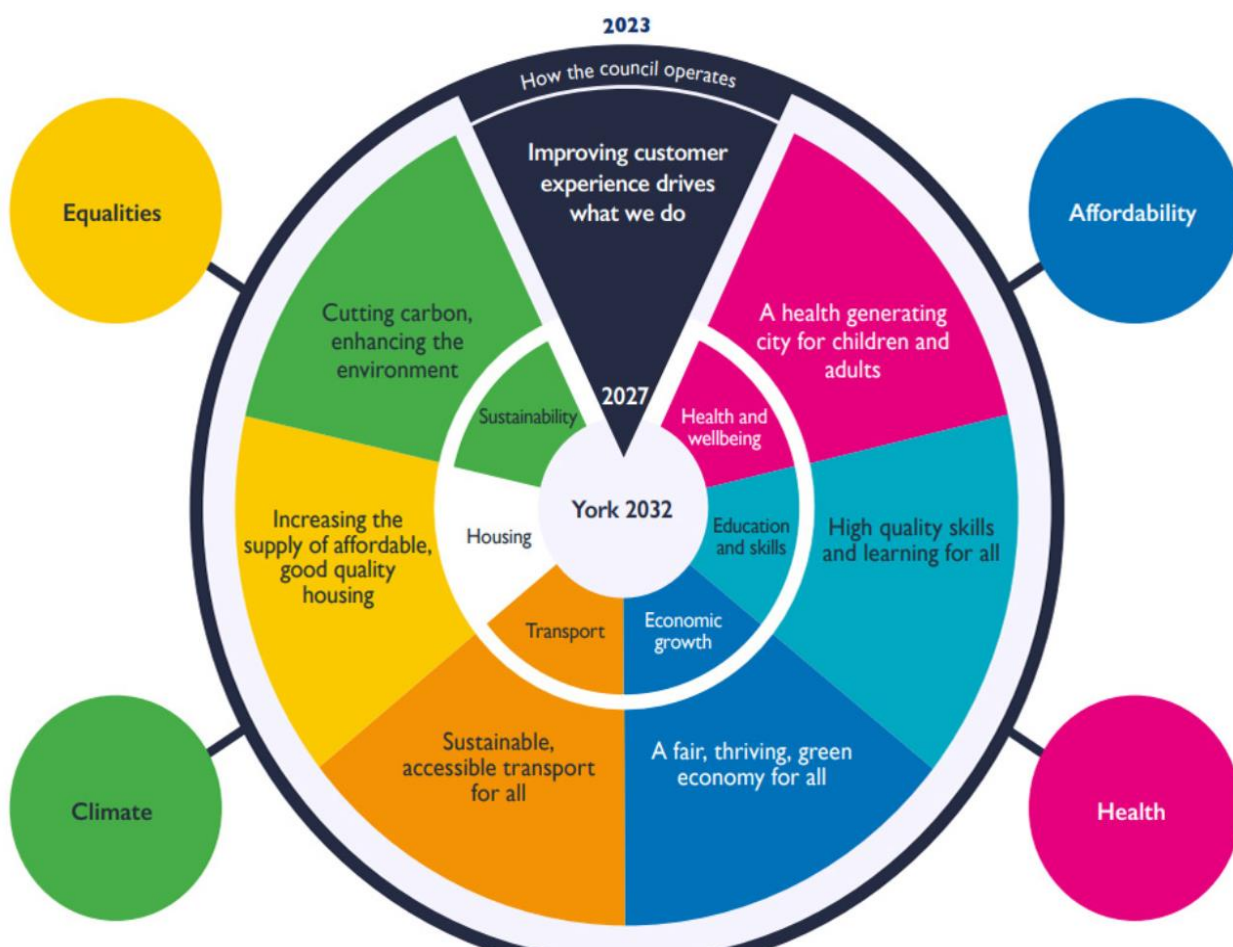 2023
How the council operates
Improving customer
experience drives
what we do
Equalities
Affordability
Cutting carbon,
enhancing the
environment
A health generating
city for children and
adults
2027
Sustainability
Health and
wellbeing
York 2032
Increasing the
supply of affordable,
good quality
housing
Housing
Education
and skills
High quality skills
and learning for all
Transport
Economic
growth
Sustainable,
accessible transport
for all
A fair, thriving, green
economy for all
Climate
Health